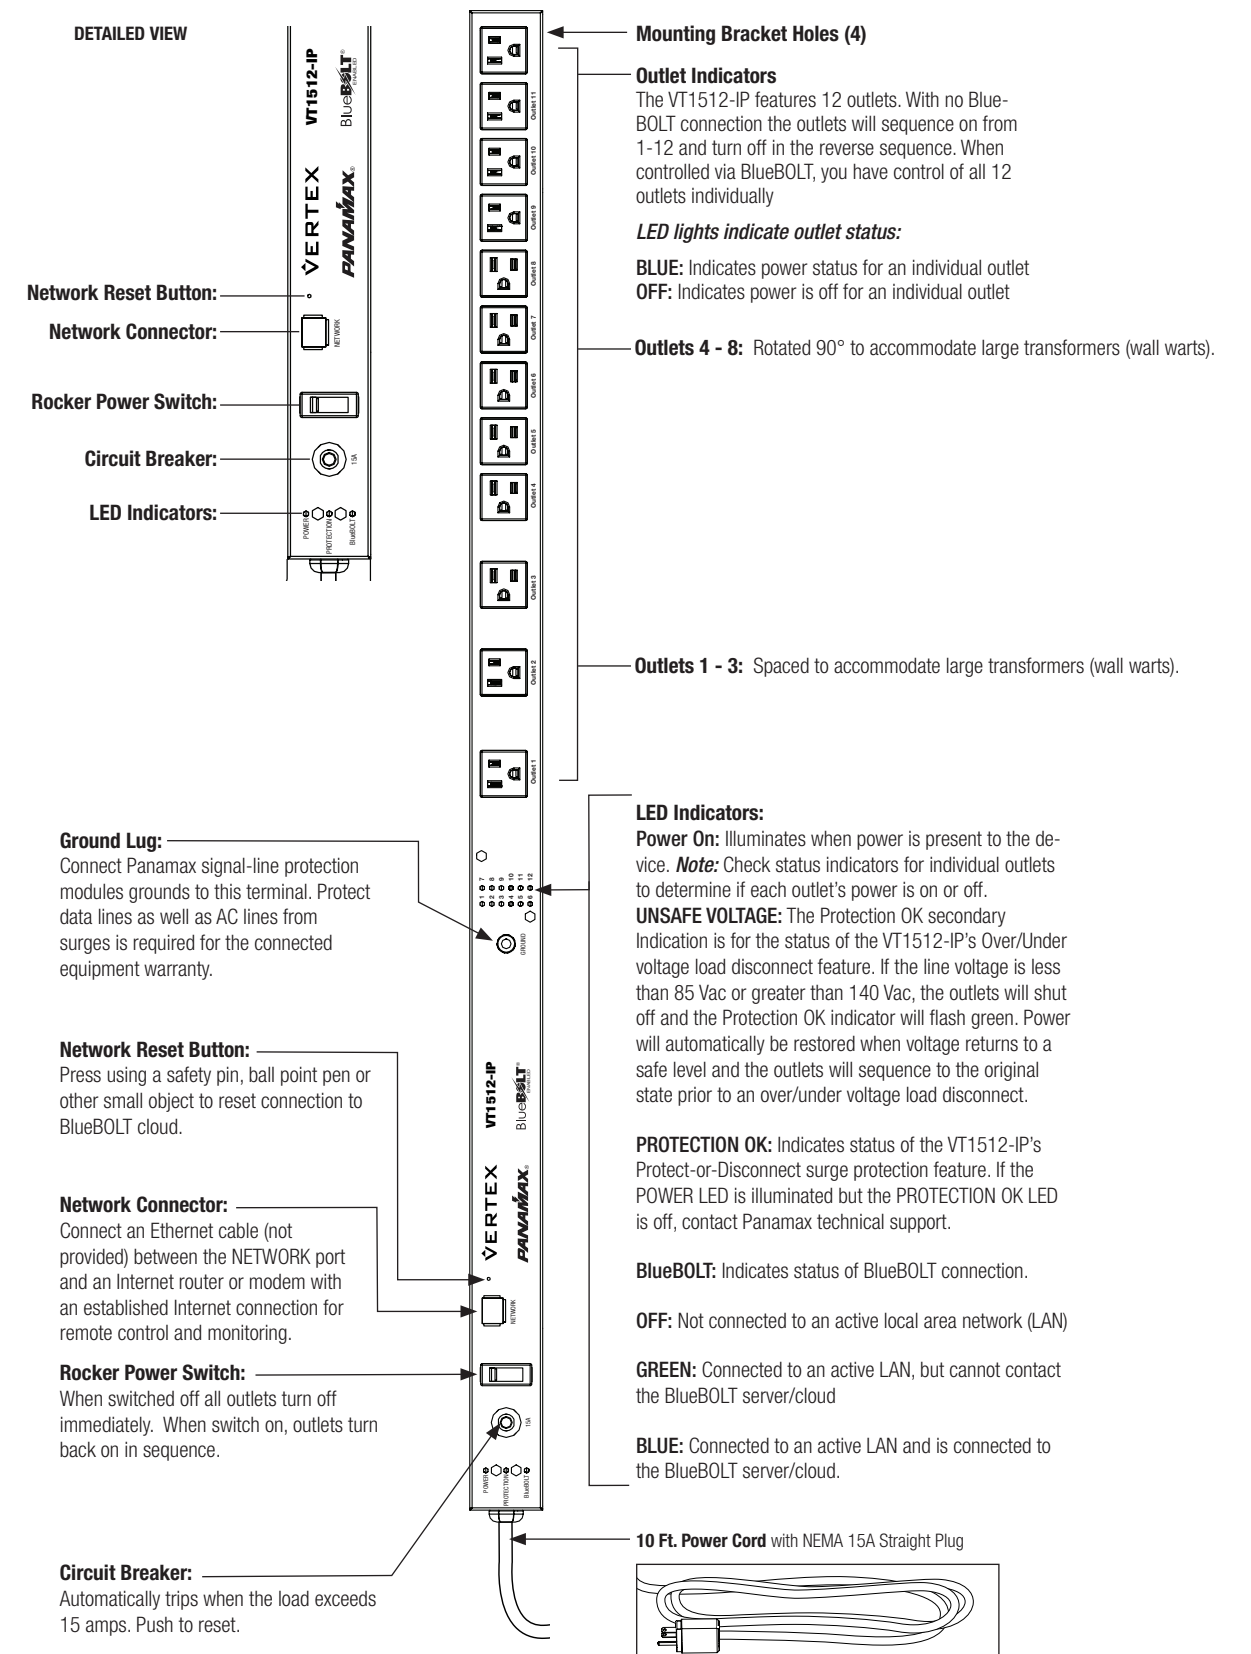 DETAILED VIEW
VT1512-IP
BlueBOLT®
ENABLED
VERTEX
PANAMAX®
Network Reset Button:
Network Connector:
NETWORK
Rocker Power Switch:
Circuit Breaker:
15A
LED Indicators:
POWER
PROTECTION
BlueBOLT
Outlet 11
Outlet 10
Outlet 9
Outlet 8
Outlet 7
Outlet 6
Outlet 5
Outlet 4
Outlet 3
Outlet 2
Outlet 1
Mounting Bracket Holes (4)
Outlet Indicators
The VT1512-IP features 12 outlets. With no Blue-
BOLT connection the outlets will sequence on from
1-12 and turn off in the reverse sequence. When
controlled via BlueBOLT, you have control of all 12
outlets individually
LED lights indicate outlet status:
BLUE: Indicates power status for an individual outlet
OFF: Indicates power is off for an individual outlet
Outlets 4 - 8: Rotated 90° to accommodate large transformers (wall warts).
Outlets 1 - 3: Spaced to accommodate large transformers (wall warts).
Ground Lug:
Connect Panamax signal-line protection
modules grounds to this terminal. Protect
data lines as well as AC lines from
surges is required for the connected
equipment warranty.
Network Reset Button:
Press using a safety pin, ball point pen or
other small object to reset connection to
BlueBOLT cloud.
Network Connector:
Connect an Ethernet cable (not
provided) between the NETWORK port
and an Internet router or modem with
an established Internet connection for
remote control and monitoring.
Rocker Power Switch:
When switched off all outlets turn off
immediately. When switch on, outlets turn
back on in sequence.
Circuit Breaker:
Automatically trips when the load exceeds
15 amps. Push to reset.
7 8 9 10 11 12
1 2 3 4 5 6
GROUND
VT1512-IP
BlueBOLT®
ENABLED
VERTEX
PANAMAX®
NETWORK
15A
POWER
PROTECTION
BlueBOLT
LED Indicators:
Power On: Illuminates when power is present to the de-
vice. Note: Check status indicators for individual outlets
to determine if each outlet's power is on or off.
UNSAFE VOLTAGE: The Protection OK secondary
Indication is for the status of the VT1512-IP's Over/Under
voltage load disconnect feature. If the line voltage is less
than 85 Vac or greater than 140 Vac, the outlets will shut
off and the Protection OK indicator will flash green. Power
will automatically be restored when voltage returns to a
safe level and the outlets will sequence to the original
state prior to an over/under voltage load disconnect.
PROTECTION OK: Indicates status of the VT1512-IP's
Protect-or-Disconnect surge protection feature. If the
POWER LED is illuminated but the PROTECTION OK LED
is off, contact Panamax technical support.
BlueBOLT: Indicates status of BlueBOLT connection.
OFF: Not connected to an active local area network (LAN)
GREEN: Connected to an active LAN, but cannot contact
the BlueBOLT server/cloud
BLUE: Connected to an active LAN and is connected to
the BlueBOLT server/cloud.
10 Ft. Power Cord with NEMA 15A Straight Plug